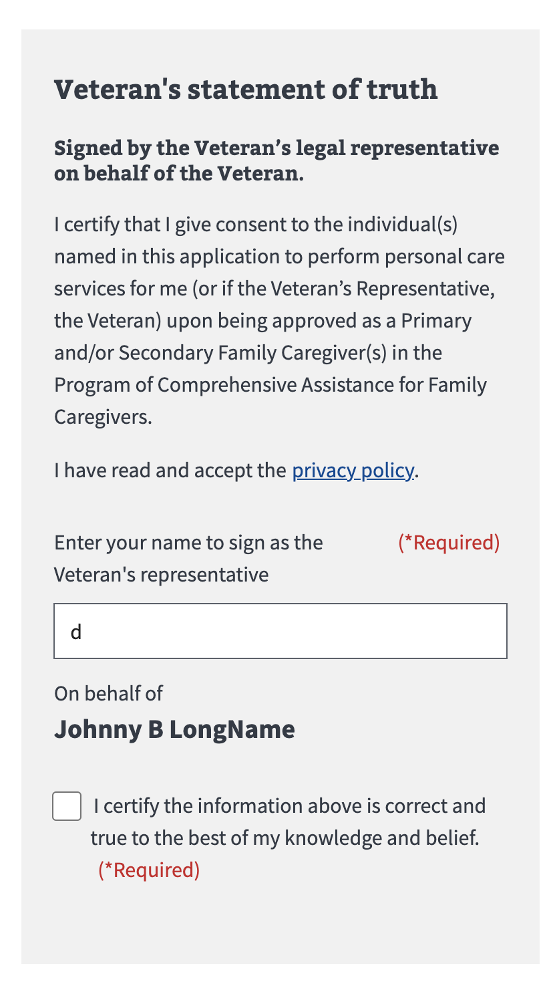 Veteran's statement of truth
Signed by the Veteran’s legal representative
on behalf of the Veteran.
I certify that I give consent to the individual(s)
named in this application to perform personal care
services for me (or if the Veteran’s Representative,
the Veteran) upon being approved as a Primary
and/or Secondary Family Caregiver(s) in the
Program of Comprehensive Assistance for Family
Caregivers.
I have read and accept the privacy policy.
Enter your name to sign as the (*Required)
Veteran's representative
d
On behalf of
Johnny B LongName
I certify the information above is correct and
true to the best of my knowledge and belief.
(*Required)